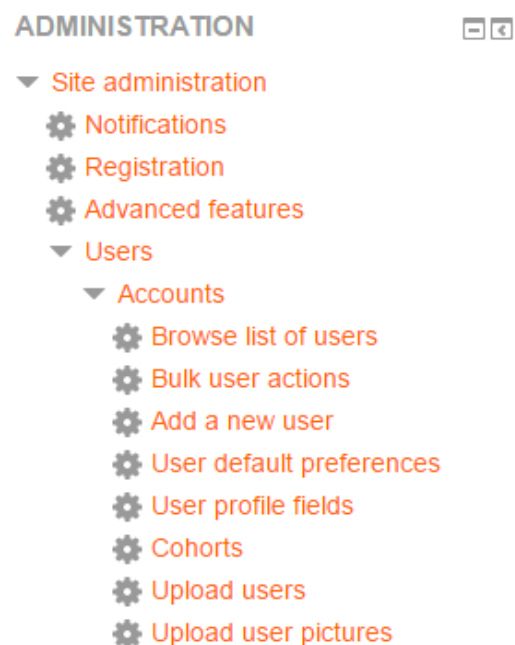 ADMINISTRATION
Site administration
Notifications
Registration
Advanced features
Users
Accounts
Browse list of users
Bulk user actions
Add a new user
User default preferences
User profile fields
Cohorts
Upload users
Upload user pictures